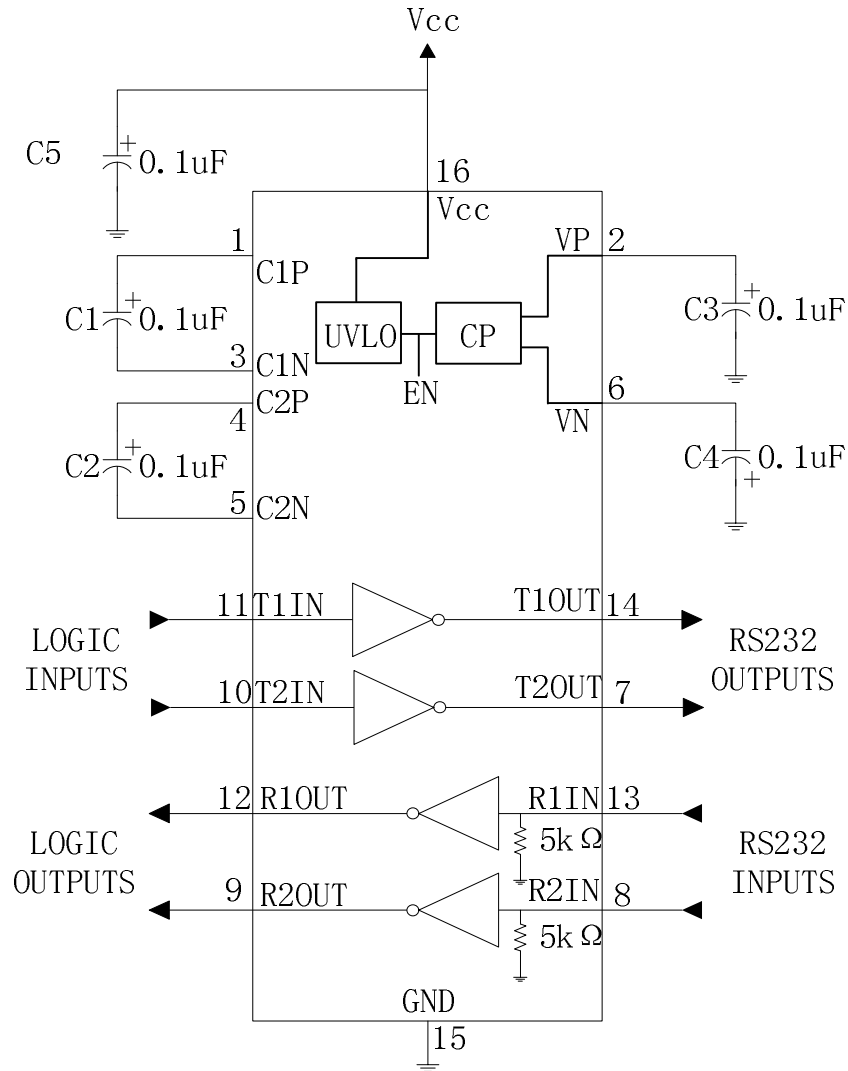 Vcc
C5
+
0.1uF
16
Vcc
1
C1P
VP
2
C1
+
0.1uF
UVLO
CP
C3
+
0.1uF
3
C1N
EN
C2P
4
6
VN
C2
+
0.1uF
C4
0.1uF
+
5
C2N
11
T1IN
T1OUT
14
LOGIC
INPUTS
RS232
OUTPUTS
10
T2IN
T2OUT
7
12
R1OUT
R1IN
13
5kΩ
LOGIC
OUTPUTS
RS232
INPUTS
9
R2OUT
R2IN
8
5kΩ
GND
15